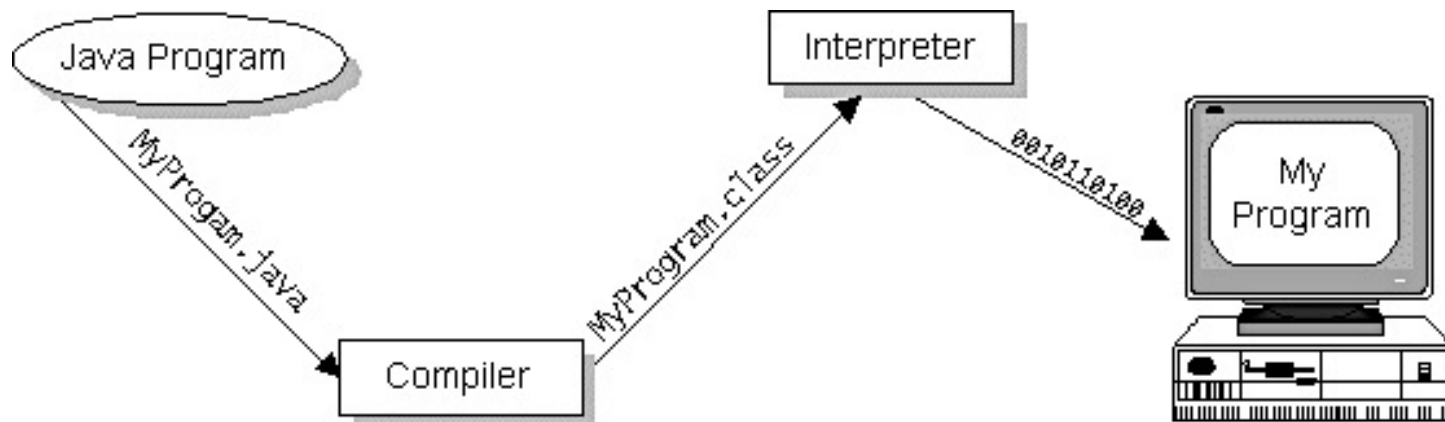 Java Program
MyProgam.java
Compiler
MyProgram.class
Interpreter
0010110100
My
Program